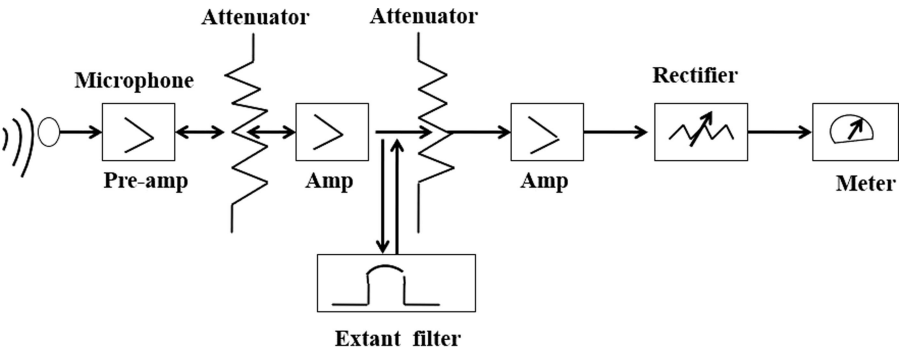 Attenuator
Attenuator
Microphone
Rectifier
Pre-amp
Amp
Amp
Meter
Extant filter